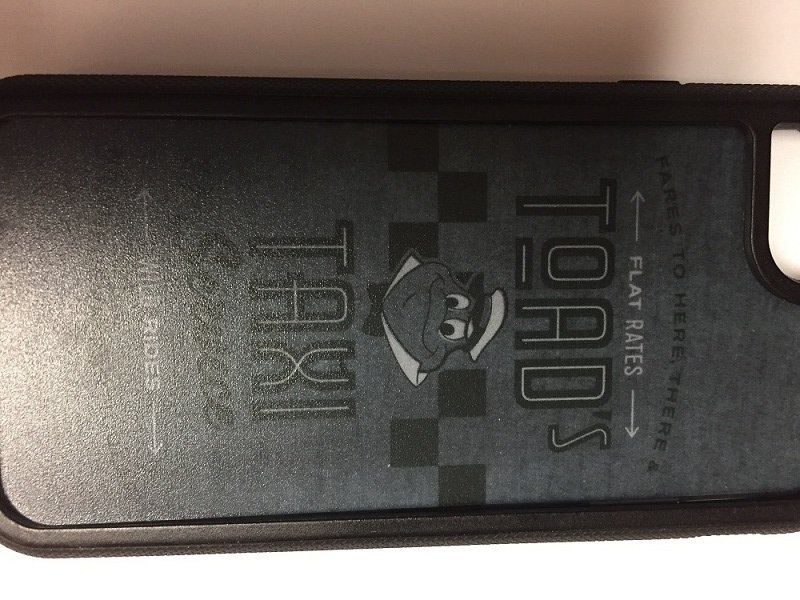 FARES TO HERE, THERE &
FLAT RATES
TOAD'S
TAXI
Service
RIDES